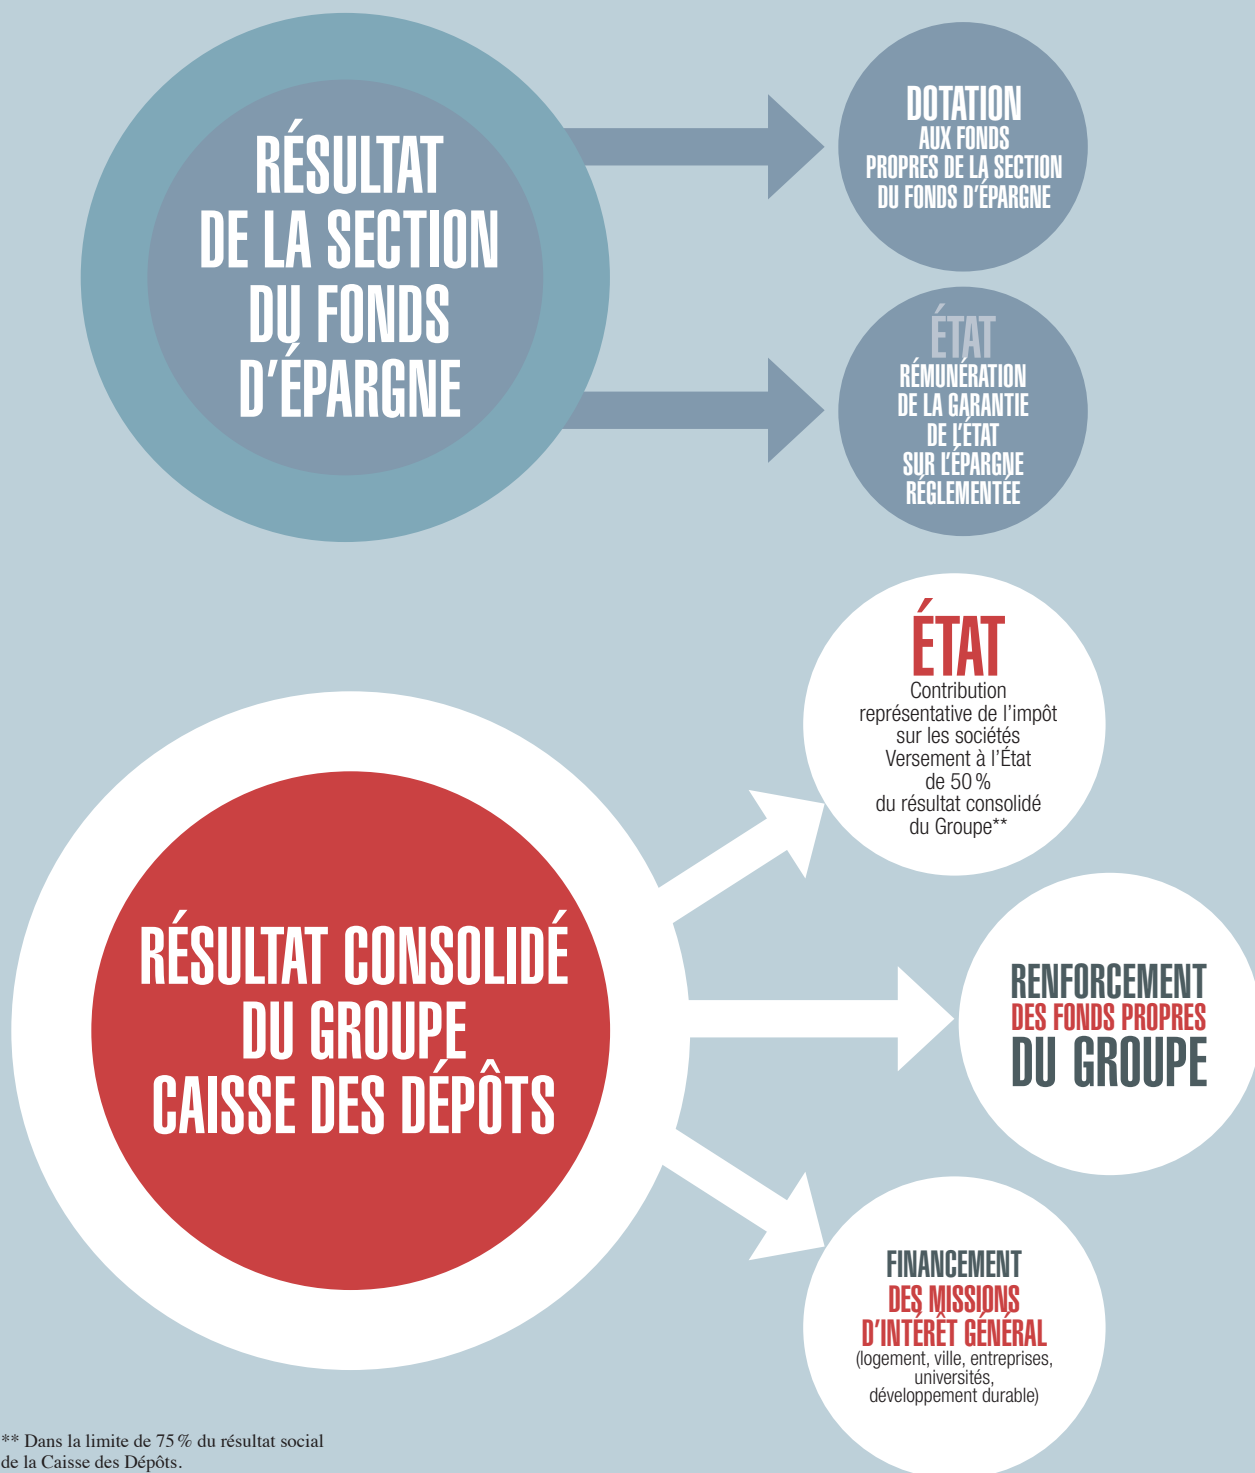 RÉSULTAT
DE LA SECTION
DU FONDS
D'ÉPARGNE
DOTATION
AUX FONDS
PROPRES DE LA SECTION
DU FONDS D'ÉPARGNE
ÉTAT
RÉMUNÉRATION
DE LA GARANTIE
DE L'ÉTAT
SUR L'ÉPARGNE
RÉGLEMENTÉE
RÉSULTAT CONSOLIDÉ
DU GROUPE
CAISSE DES DÉPÔTS
ÉTAT
Contribution
représentative de l'impôt
sur les sociétés
Versement à l'État
de 50 %
du résultat consolidé
du Groupe**
RENFORCEMENT
DES FONDS PROPRES
DU GROUPE
FINANCEMENT
DES MISSIONS
D'INTÉRÊT GÉNÉRAL
(logement, ville, entreprises,
universités,
développement durable)
** Dans la limite de 75 % du résultat social
de la Caisse des Dépôts.